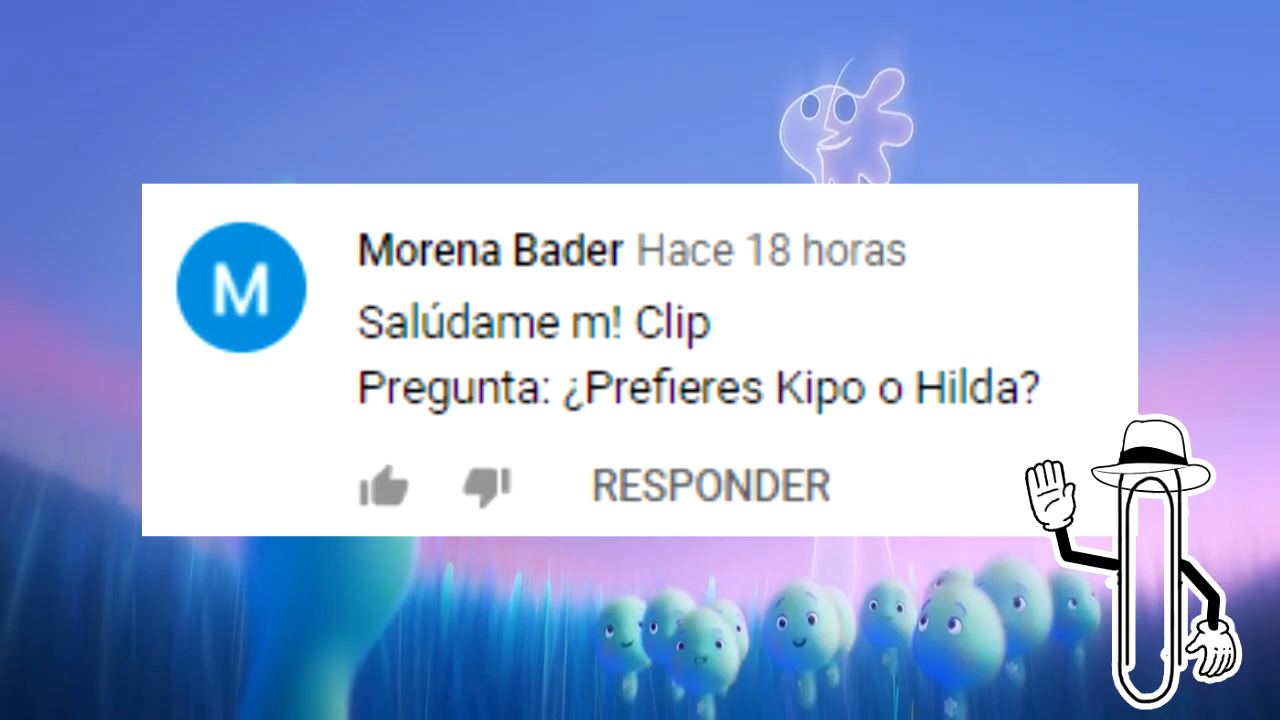 M
Morena Bader Hace 18 horas
Salúdame m! Clip
Pregunta: ¿Prefieres Kipo o Hilda?
RESPONDER